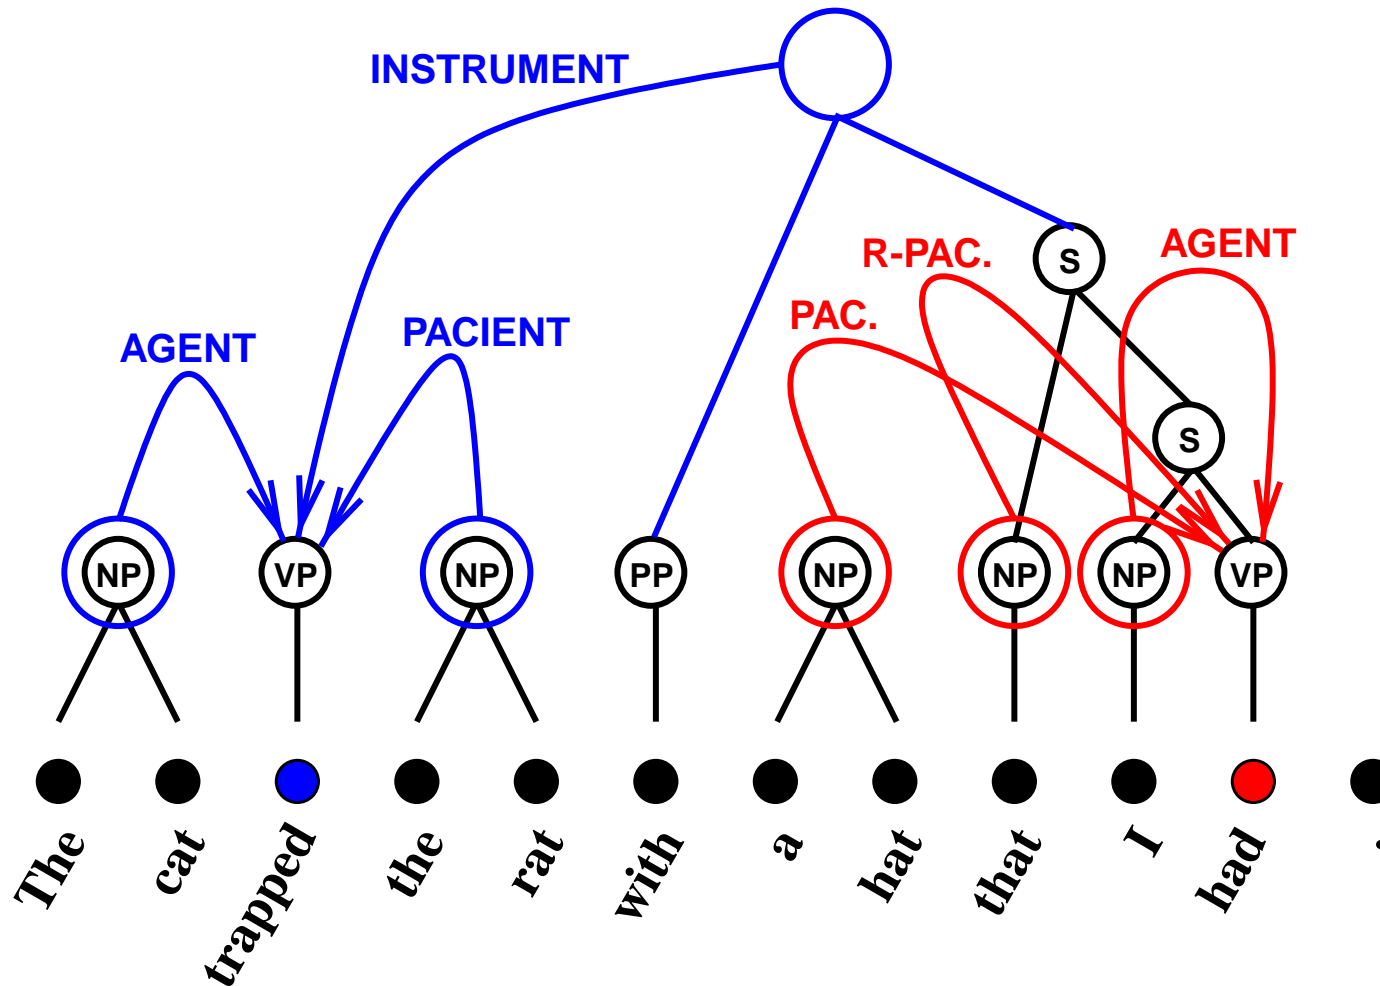 INSTRUMENT
R-PAC. AGENT
S
PAC.
AGENT PACIENT
S
NP VP NP PP NP NP NP VP
The cat trapped the rat with a hat that I had .